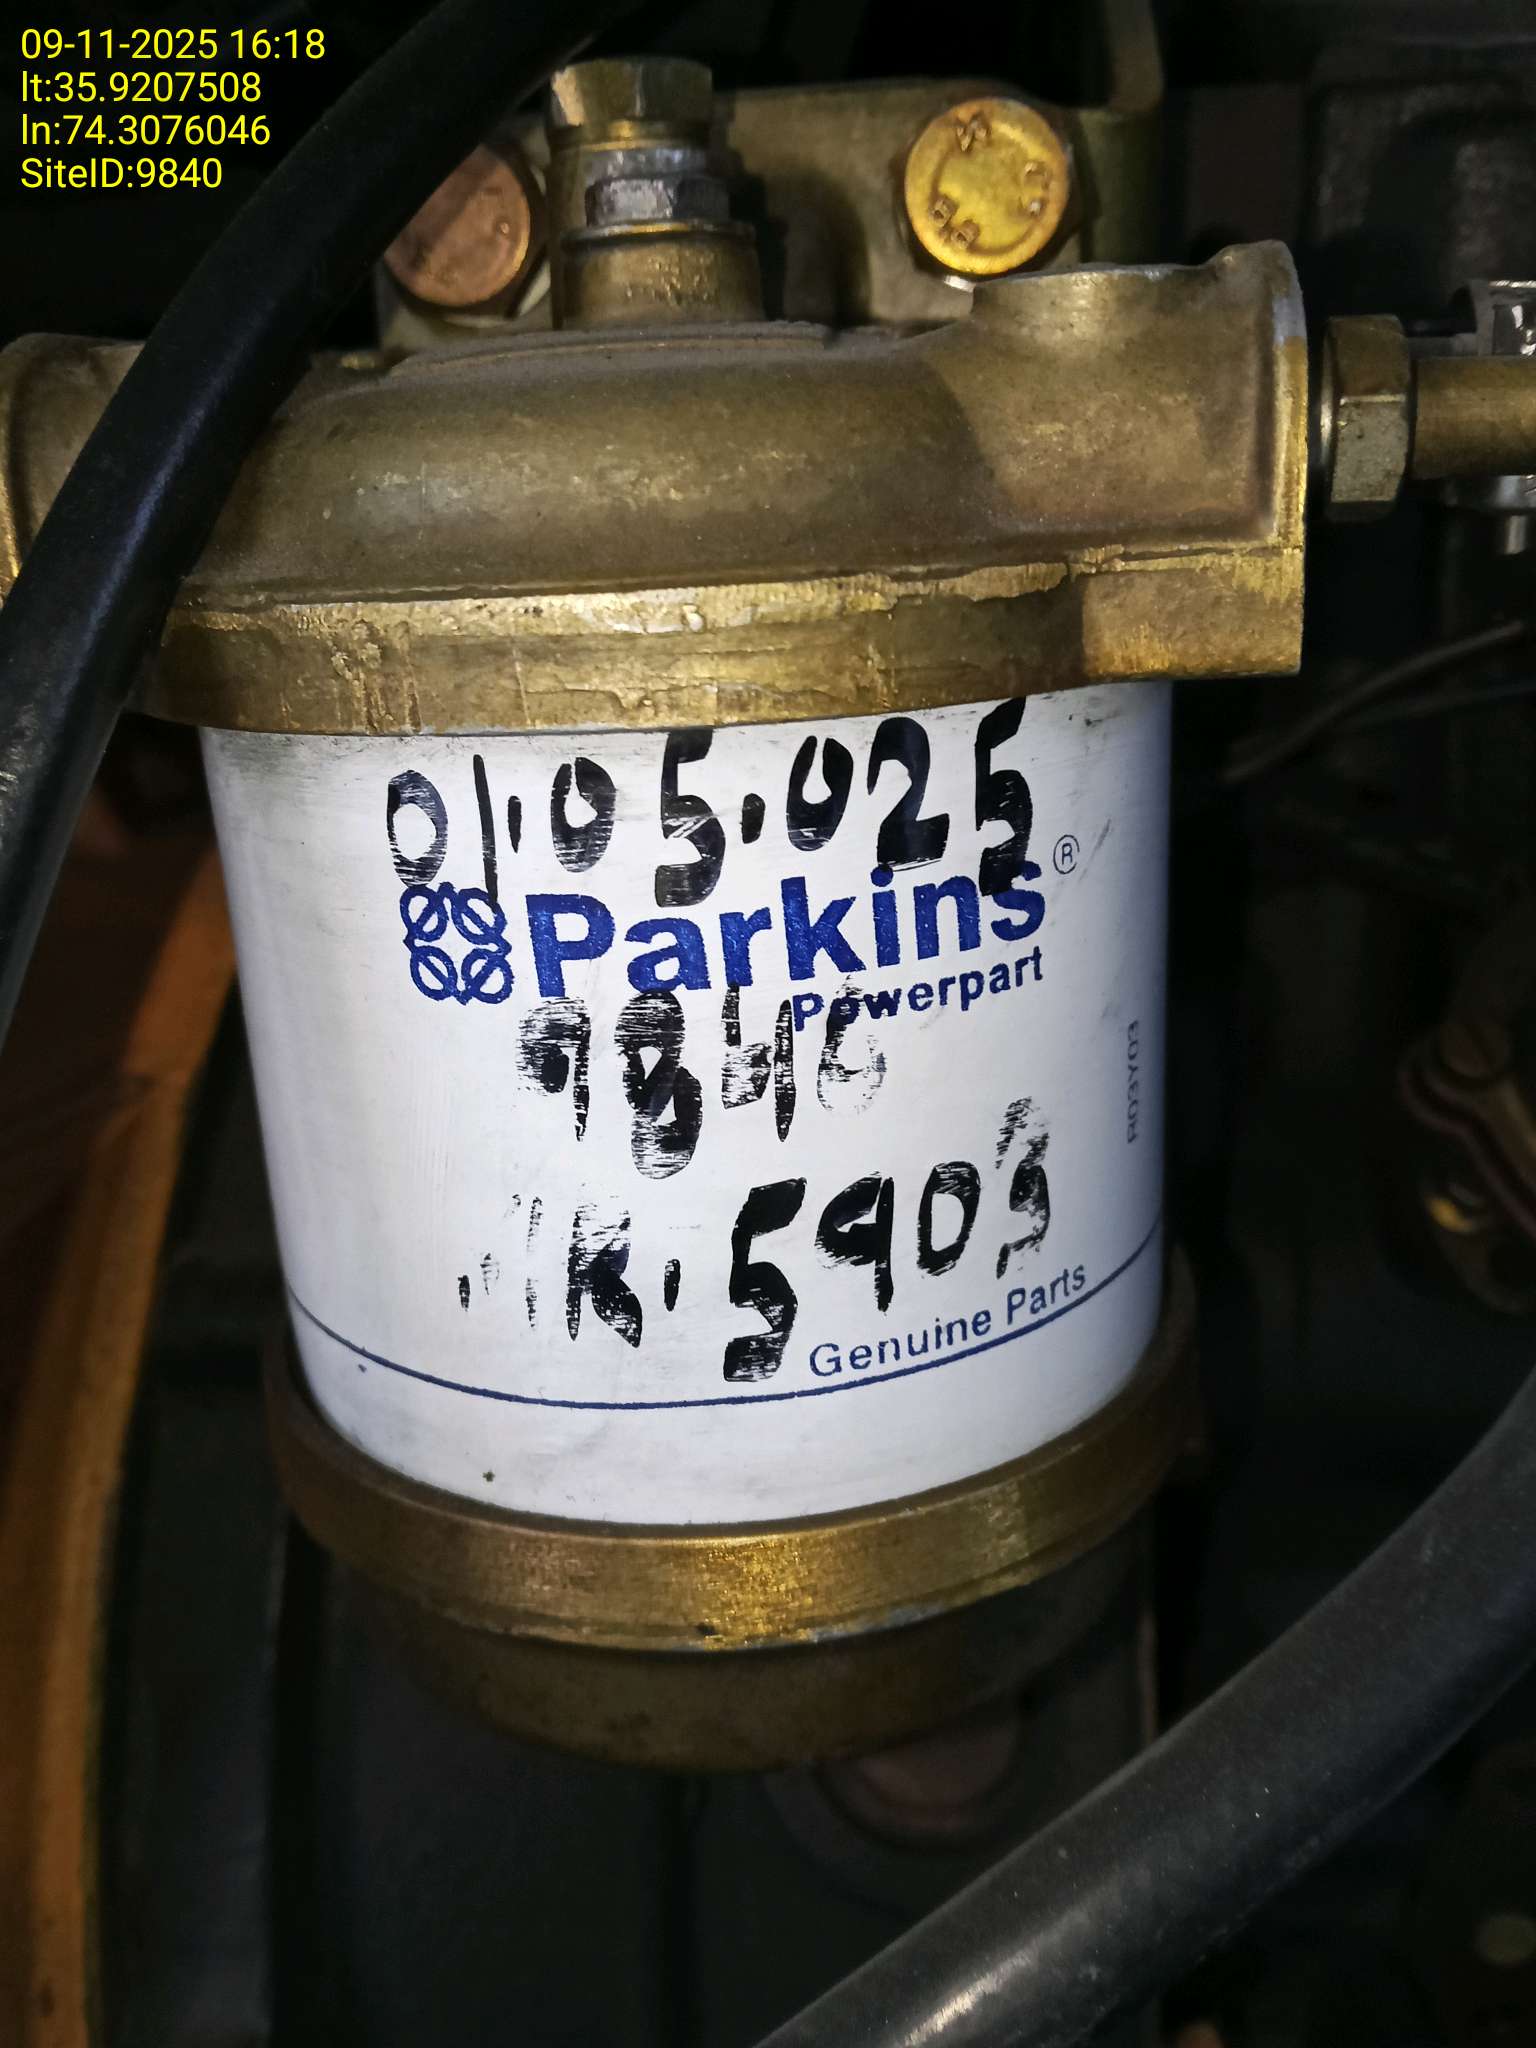 09-11-2025 16:18
lt:35.9207508
ln:74.3076046
SiteID:9840
01.05.025
Parkins®
Powerpart
9840
R03Y03
R.5903
Genuine Parts